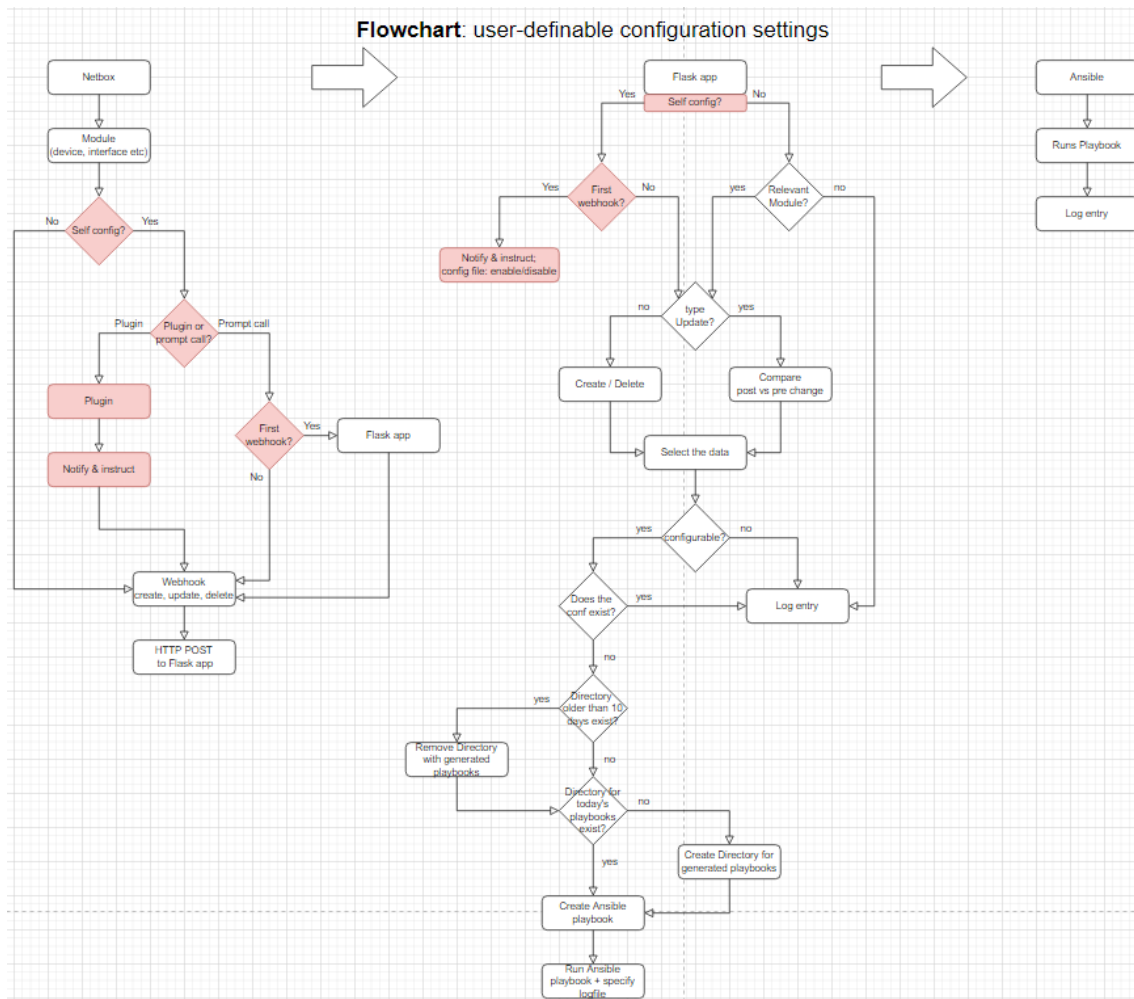 Flowchart: user-definable configuration settings
Netbox
Module
(device, interface etc)
No
Self config?
Yes
Plugin
Plugin or
prompt call?
Prompt call
Plugin
Notify & instruct
First
webhook?
Yes
Flask app
No
Webhook
create, update, delete
HTTP POST
to Flask app
Flask app
Yes
Self config?
No
Yes
First
webhook?
No
Notify & instruct;
config file: enable/disable
yes
Relevant
Module?
no
no
type
Update?
yes
Create / Delete
Compare
post vs pre change
Select the data
yes
configurable?
no
Does the
conf exist?
yes
Log entry
no
yes
Directory
older than 10
days exist?
Remove Directory
with generated
playbooks
no
Directory for
today's
playbooks
exist?
no
Create Directory for
generated playbooks
yes
Create Ansible
playbook
Run Ansible
playbook + specify
logfile
Ansible
Runs Playbook
Log entry